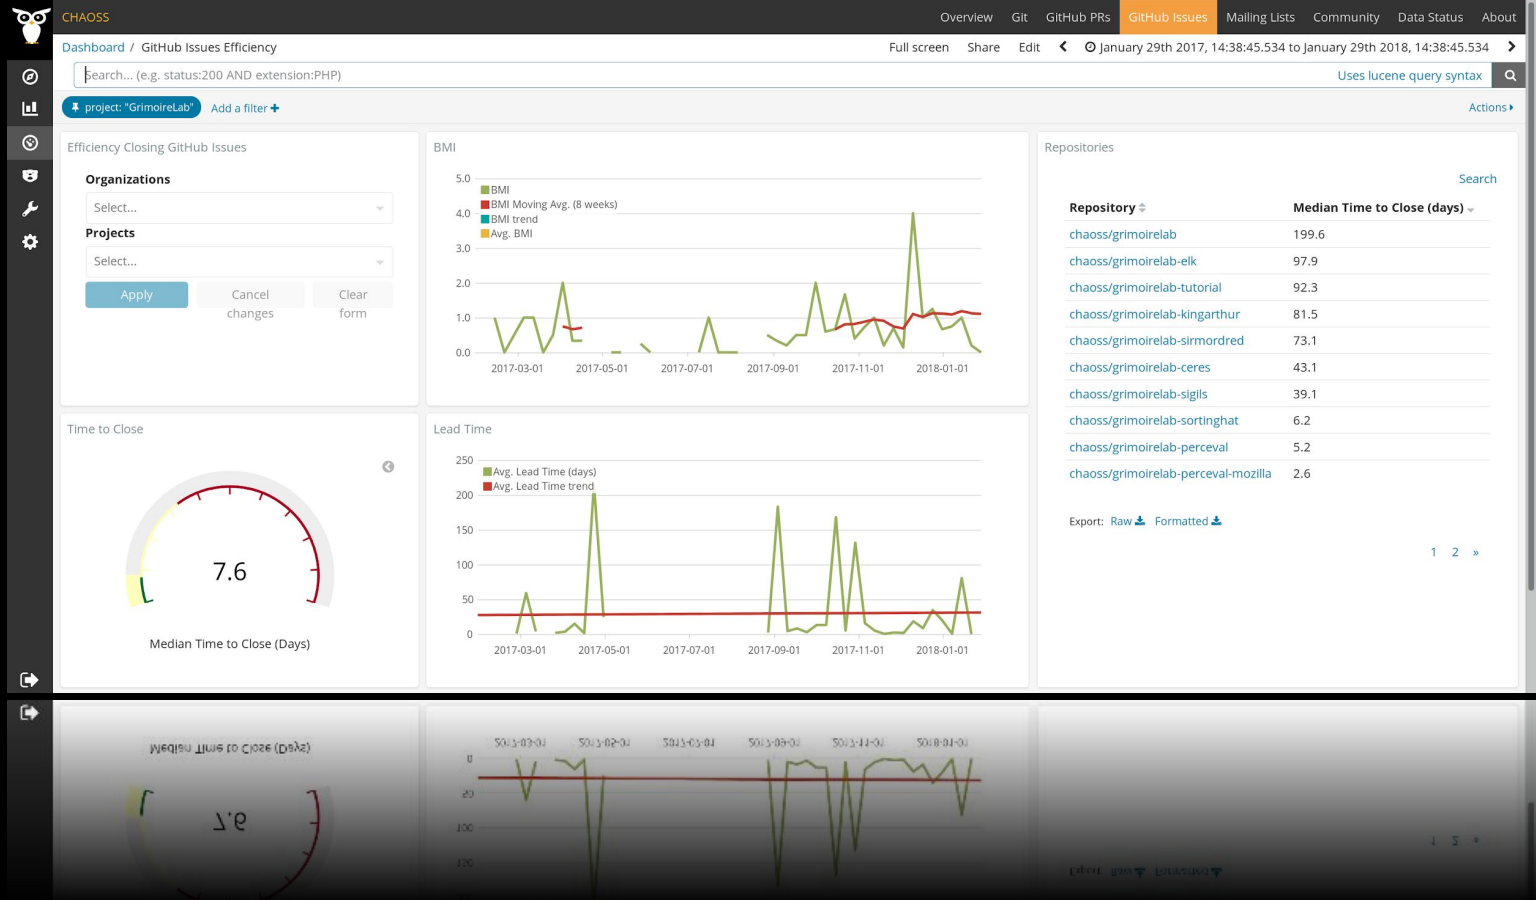 CHAOSS
Overview Git GitHub PRs GitHub Issues Mailing Lists Community Data Status About
Dashboard / GitHub Issues Efficiency
Full screen Share Edit January 29th 2017, 14:38:45.534 to January 29th 2018, 14:38:45.534
Search... (e.g. status:200 AND extension:PHP)
Uses lucene query syntax
project: "GrimoireLab"
Add a filter
Actions
Efficiency Closing GitHub Issues
Organizations
Select...
Projects
Select...
Apply
Cancel changes
Clear form
BMI
5.0
4.0
3.0
2.0
1.0
0.0
BMI
BMI Moving Avg. (8 weeks)
BMI trend
Avg. BMI
2017-03-01 2017-05-01 2017-07-01 2017-09-01 2017-11-01 2018-01-01
Repositories
Search
Repository Median Time to Close (days)
chaoss/grimoirelab 199.6
chaoss/grimoirelab-elk 97.9
chaoss/grimoirelab-tutorial 92.3
chaoss/grimoirelab-kingarthur 81.5
chaoss/grimoirelab-sirmordred 73.1
chaoss/grimoirelab-ceres 43.1
chaoss/grimoirelab-sigils 39.1
chaoss/grimoirelab-sortinghat 6.2
chaoss/grimoirelab-perceval 5.2
chaoss/grimoirelab-perceval-mozilla 2.6
Export: Raw Formatted
1 2 »
Time to Close
7.6
Median Time to Close (Days)
Lead Time
250
200
150
100
50
0
Avg. Lead Time (days)
Avg. Lead Time trend
2017-03-01 2017-05-01 2017-07-01 2017-09-01 2017-11-01 2018-01-01